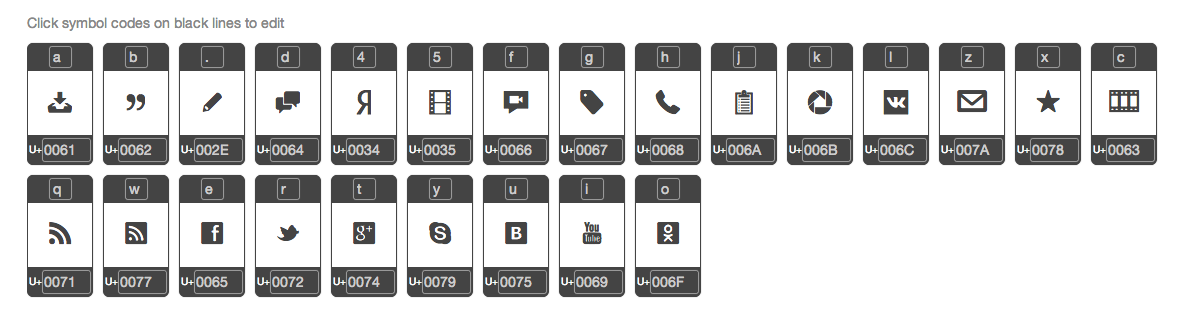 Click symbol codes on black lines to edit
a b . d 4 5 f g h j k l z x c
” Я VK
U+0061 U+0062 U+002E U+0064 U+0034 U+0035 U+0066 U+0067 U+0068 U+006A U+006B U+006C U+007A U+0078 U+0063
q w e r t y u i o
f g+ S B You Tube
U+0071 U+0077 U+0065 U+0072 U+0074 U+0079 U+0075 U+0069 U+006F